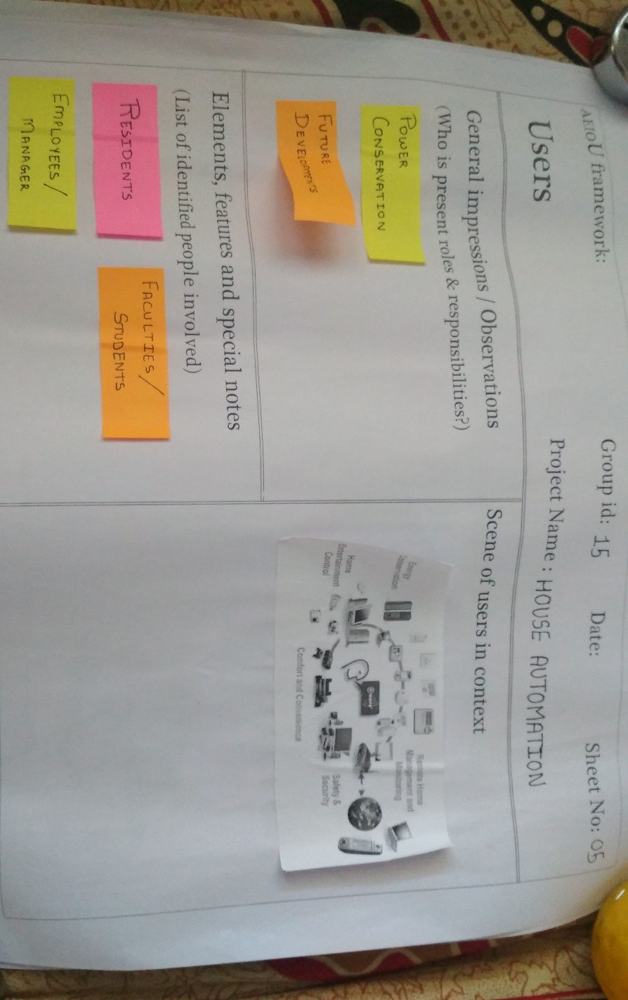 AEIOU framework:
Group id: 15 Date: Sheet No: 05
Users
Project Name : HOUSE AUTOMATION
General impressions / Observations
(Who is present roles & responsibilities?)
POWER
CONSERVATION
FUTURE
DEVELOPMENTS
Elements, features and special notes
(List of identified people involved)
RESIDENTS
FACULTIES/
STUDENTS
EMPLOYEES/
MANAGER
Scene of users in context
Energy
Remote Home
Management and
Monitoring
Home
Entertainment
Control
Comfort and Convenience
Safety &
Security